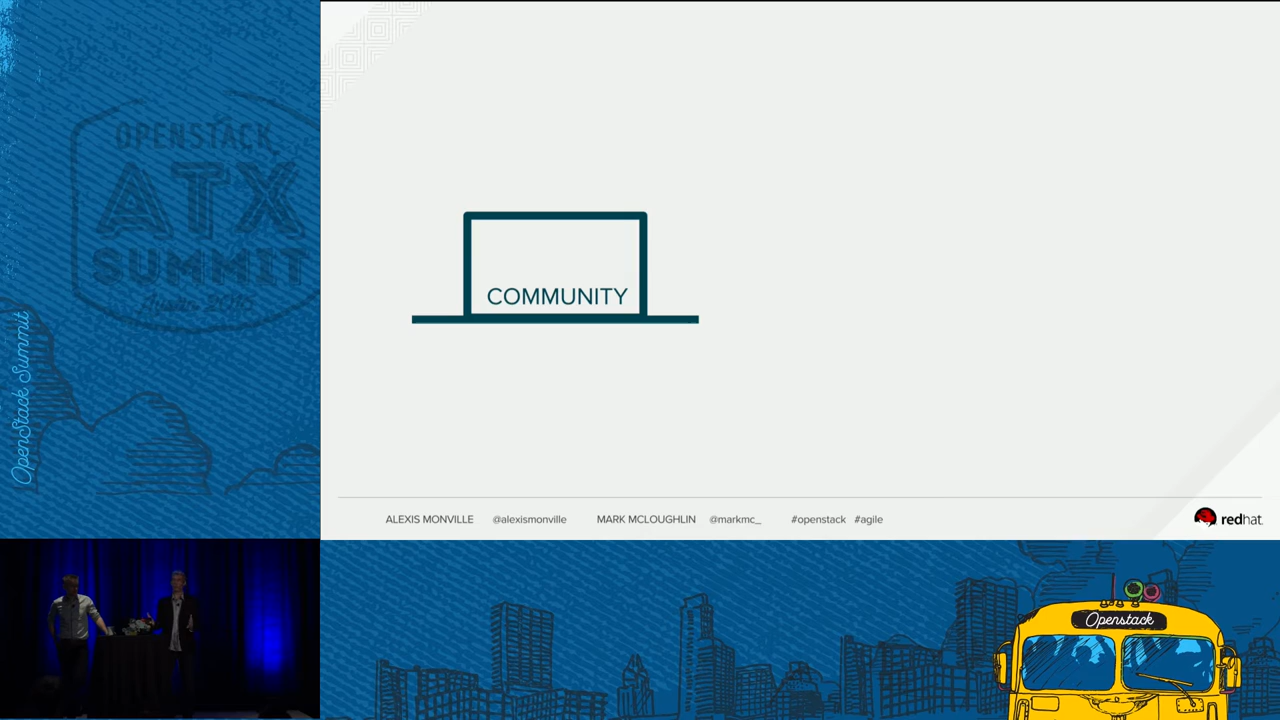 OPENSTACK
ATX
SUMMIT
Austin 2016
OpenStack Summit
COMMUNITY
ALEXIS MONVILLE @alexismonville MARK MCLOUGHLIN @markmc_ #openstack #agile
redhat.
Openstack